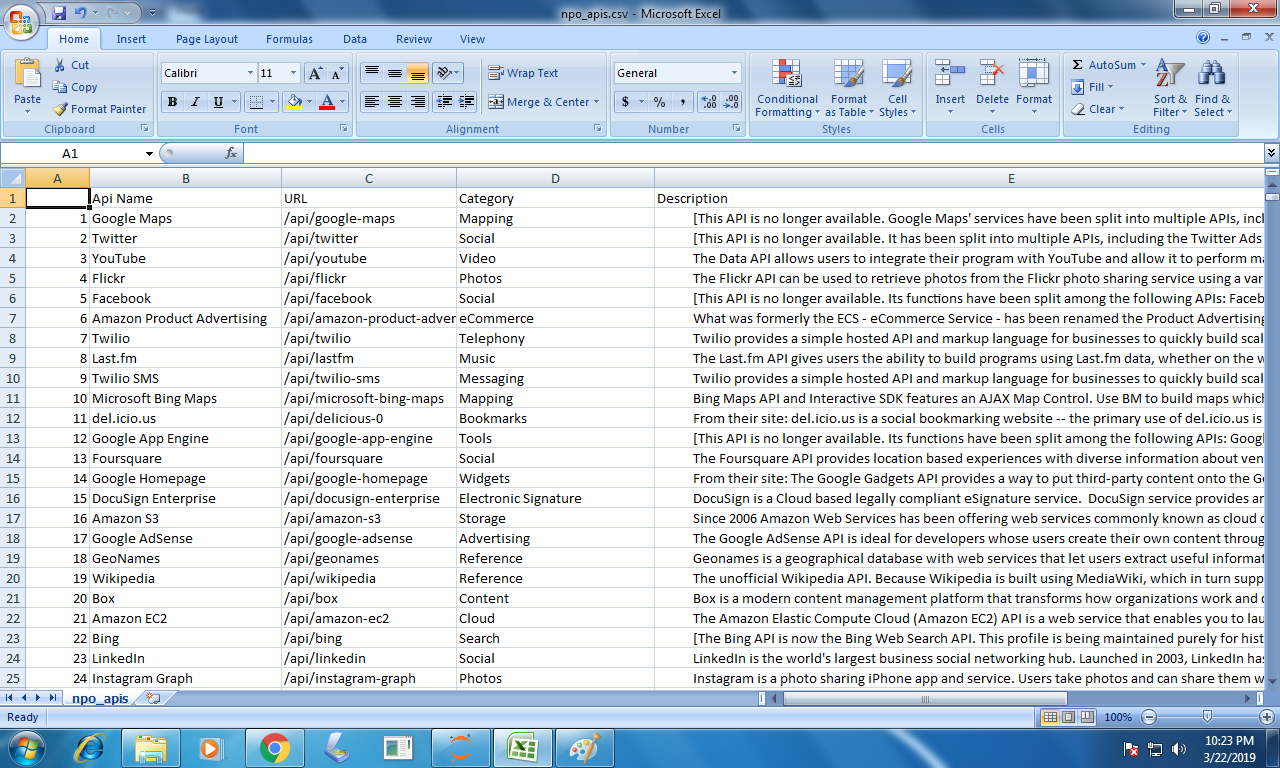 npo_apis.csv - Microsoft Excel
Home Insert Page Layout Formulas Data Review View
Paste Cut Copy Format Painter
Calibri 11
B I U
Wrap Text
Merge & Center
General
$ % ,
Conditional Formatting Format as Table Cell Styles
Insert Delete Format
Σ AutoSum Fill Clear
Sort & Filter Find & Select
Clipboard Font Alignment Number Styles Cells Editing
A1 fx
A B C D E
1 Api Name URL Category Description
2 1 Google Maps /api/google-maps Mapping [This API is no longer available. Google Maps' services have been split into multiple APIs, incl
3 2 Twitter /api/twitter Social [This API is no longer available. It has been split into multiple APIs, including the Twitter Ads
4 3 YouTube /api/youtube Video The Data API allows users to integrate their program with YouTube and allow it to perform ma
5 4 Flickr /api/flickr Photos The Flickr API can be used to retrieve photos from the Flickr photo sharing service using a var
6 5 Facebook /api/facebook Social [This API is no longer available. Its functions have been split among the following APIs: Faceb
7 6 Amazon Product Advertising /api/amazon-product-adver eCommerce What was formerly the ECS - eCommerce Service - has been renamed the Product Advertising
8 7 Twilio /api/twilio Telephony Twilio provides a simple hosted API and markup language for businesses to quickly build scal
9 8 Last.fm /api/lastfm Music The Last.fm API gives users the ability to build programs using Last.fm data, whether on the w
10 9 Twilio SMS /api/twilio-sms Messaging Twilio provides a simple hosted API and markup language for businesses to quickly build scal
11 10 Microsoft Bing Maps /api/microsoft-bing-maps Mapping Bing Maps API and Interactive SDK features an AJAX Map Control. Use BM to build maps whic
12 11 del.icio.us /api/delicious-0 Bookmarks From their site: del.icio.us is a social bookmarking website -- the primary use of del.icio.us is
13 12 Google App Engine /api/google-app-engine Tools [This API is no longer available. Its functions have been split among the following APIs: Googl
14 13 Foursquare /api/foursquare Social The Foursquare API provides location based experiences with diverse information about ven
15 14 Google Homepage /api/google-homepage Widgets From their site: The Google Gadgets API provides a way to put third-party content onto the Go
16 15 DocuSign Enterprise /api/docusign-enterprise Electronic Signature DocuSign is a Cloud based legally compliant eSignature service. DocuSign service provides an
17 16 Amazon S3 /api/amazon-s3 Storage Since 2006 Amazon Web Services has been offering web services commonly known as cloud c
18 17 Google AdSense /api/google-adsense Advertising The Google AdSense API is ideal for developers whose users create their own content throug
19 18 GeoNames /api/geonames Reference Geonames is a geographical database with web services that let users extract useful informat
20 19 Wikipedia /api/wikipedia Reference The unofficial Wikipedia API. Because Wikipedia is built using MediaWiki, which in turn supp
21 20 Box /api/box Content Box is a modern content management platform that transforms how organizations work and c
22 21 Amazon EC2 /api/amazon-ec2 Cloud The Amazon Elastic Compute Cloud (Amazon EC2) API is a web service that enables you to lau
23 22 Bing /api/bing Search [The Bing API is now the Bing Web Search API. This profile is being maintained purely for hist
24 23 LinkedIn /api/linkedin Social LinkedIn is the world's largest business social networking hub. Launched in 2003, LinkedIn has
25 24 Instagram Graph /api/instagram-graph Photos Instagram is a photo sharing iPhone app and service. Users take photos and can share them w
npo_apis
Ready 100%
10:23 PM
3/22/2019